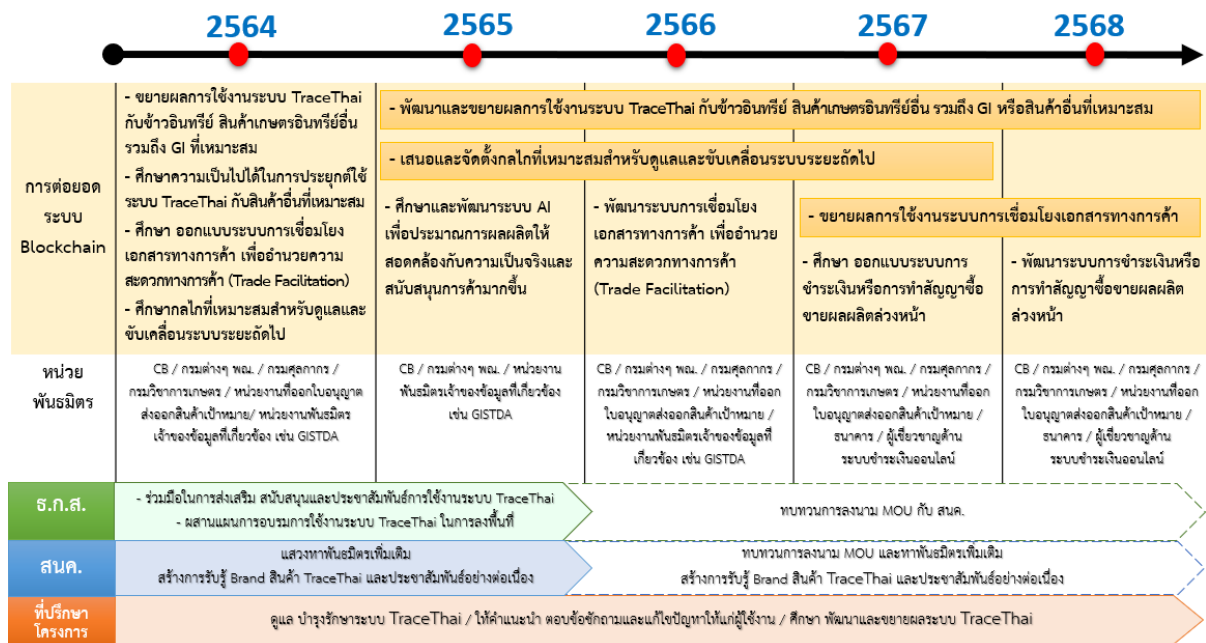 2564
2565
2566
2567
2568
การต่อยอด
ระบบ
Blockchain
- ขยายผลการใช้งานระบบ TraceThai
กับข้าวอินทรีย์ สินค้าเกษตรอินทรีย์อื่น
รวมถึง GI ที่เหมาะสม
- ศึกษาความเป็นไปได้ในการประยุกต์ใช้
ระบบ TraceThai กับสินค้าอื่นที่เหมาะสม
- ศึกษา ออกแบบระบบการเชื่อมโยง
เอกสารทางการค้า เพื่ออำนวยความ
สะดวกทางการค้า (Trade Facilitation)
- ศึกษากลไกที่เหมาะสมสำหรับดูแลและ
ขับเคลื่อนระบบระยะถัดไป
- พัฒนาและขยายผลการใช้งานระบบ TraceThai กับข้าวอินทรีย์ สินค้าเกษตรอินทรีย์อื่น รวมถึง GI หรือสินค้าอื่นที่เหมาะสม
- เสนอและจัดตั้งกลไกที่เหมาะสมสำหรับดูแลและขับเคลื่อนระบบระยะถัดไป
- ศึกษาและพัฒนาระบบ AI
เพื่อประมาณการผลผลิตให้
สอดคล้องกับความเป็นจริงและ
สนับสนุนการค้ามากขึ้น
- พัฒนาระบบการเชื่อมโยง
เอกสารทางการค้า เพื่ออำนวย
ความสะดวกทางการค้า
(Trade Facilitation)
- ขยายผลการใช้งานระบบการเชื่อมโยงเอกสารทางการค้า
- ศึกษา ออกแบบระบบการ
ชำระเงินหรือการทำสัญญาซื้อ
ขายผลผลิตล่วงหน้า
- พัฒนาระบบการชำระเงินหรือ
การทำสัญญาซื้อขายผลผลิต
ล่วงหน้า
หน่วย
พันธมิตร
CB / กรมต่างๆ พณ. / กรมศุลกากร /
กรมวิชาการเกษตร / หน่วยงานที่ออกใบอนุญาต
ส่งออกสินค้าเป้าหมาย/ หน่วยงานพันธมิตร
เจ้าของข้อมูลที่เกี่ยวข้อง เช่น GISTDA
CB / กรมต่างๆ พณ. / หน่วยงาน
พันธมิตรเจ้าของข้อมูลที่เกี่ยวข้อง
เช่น GISTDA
CB / กรมต่างๆ พณ. / กรมศุลกากร /
กรมวิชาการเกษตร / หน่วยงานที่ออก
ใบอนุญาตส่งออกสินค้าเป้าหมาย /
หน่วยงานพันธมิตรเจ้าของข้อมูลที่
เกี่ยวข้อง เช่น GISTDA
CB / กรมต่างๆ พณ. / กรมศุลกากร /
กรมวิชาการเกษตร / หน่วยงานที่ออก
ใบอนุญาตส่งออกสินค้าเป้าหมาย /
ธนาคาร / ผู้เชี่ยวชาญด้าน
ระบบชำระเงินออนไลน์
CB / กรมต่างๆ พณ. / กรมศุลกากร /
กรมวิชาการเกษตร / หน่วยงานที่ออก
ใบอนุญาตส่งออกสินค้าเป้าหมาย /
ธนาคาร / ผู้เชี่ยวชาญด้าน
ระบบชำระเงินออนไลน์
ธ.ก.ส.
- ร่วมมือในการส่งเสริม สนับสนุนและประชาสัมพันธ์การใช้งานระบบ TraceThai
- ผสานแผนการอบรมการใช้งานระบบ TraceThai ในการลงพื้นที่
ทบทวนการลงนาม MOU กับ สนค.
สนค.
แสวงหาพันธมิตรเพิ่มเติม
สร้างการรับรู้ Brand สินค้า TraceThai และประชาสัมพันธ์อย่างต่อเนื่อง
ทบทวนการลงนาม MOU และหาพันธมิตรเพิ่มเติม
สร้างการรับรู้ Brand สินค้า TraceThai และประชาสัมพันธ์อย่างต่อเนื่อง
ที่ปรึกษา
โครงการ
ดูแล บำรุงรักษาระบบ TraceThai / ให้คำแนะนำ ตอบข้อซักถามและแก้ไขปัญหาให้แก่ผู้ใช้งาน / ศึกษา พัฒนาและขยายผลระบบ TraceThai